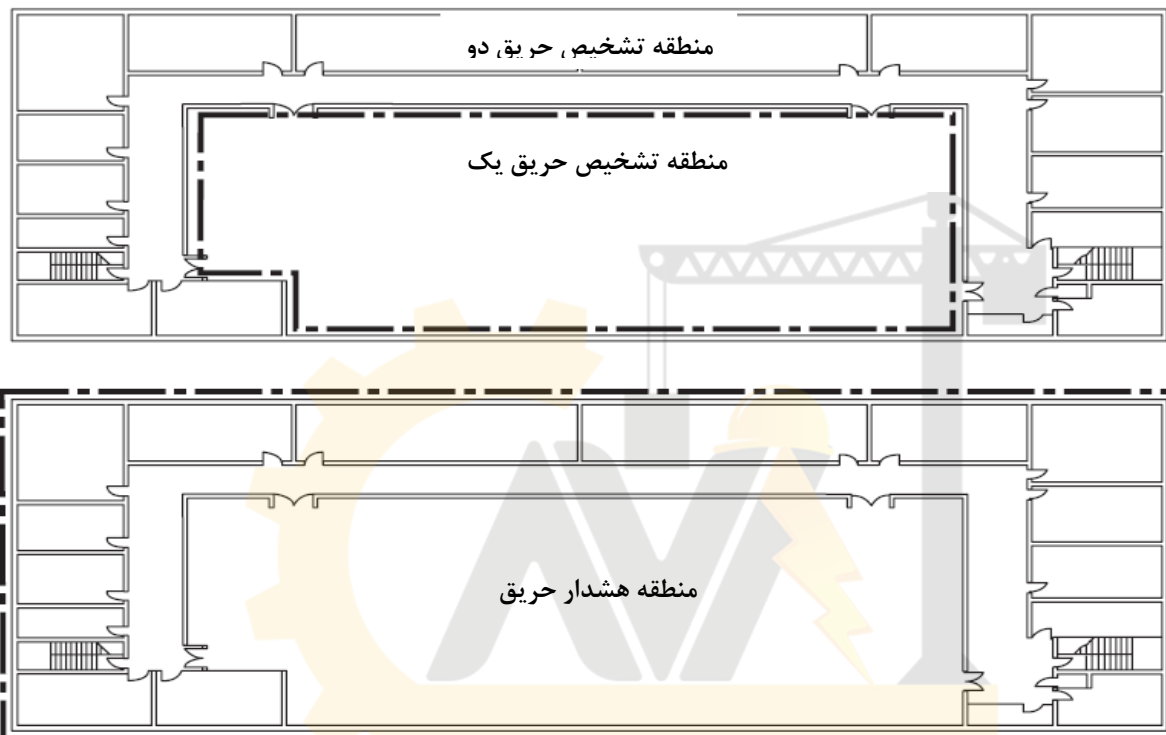 منطقه تشخیص حریق دو
منطقه تشخیص حریق یک
منطقه هشدار حریق